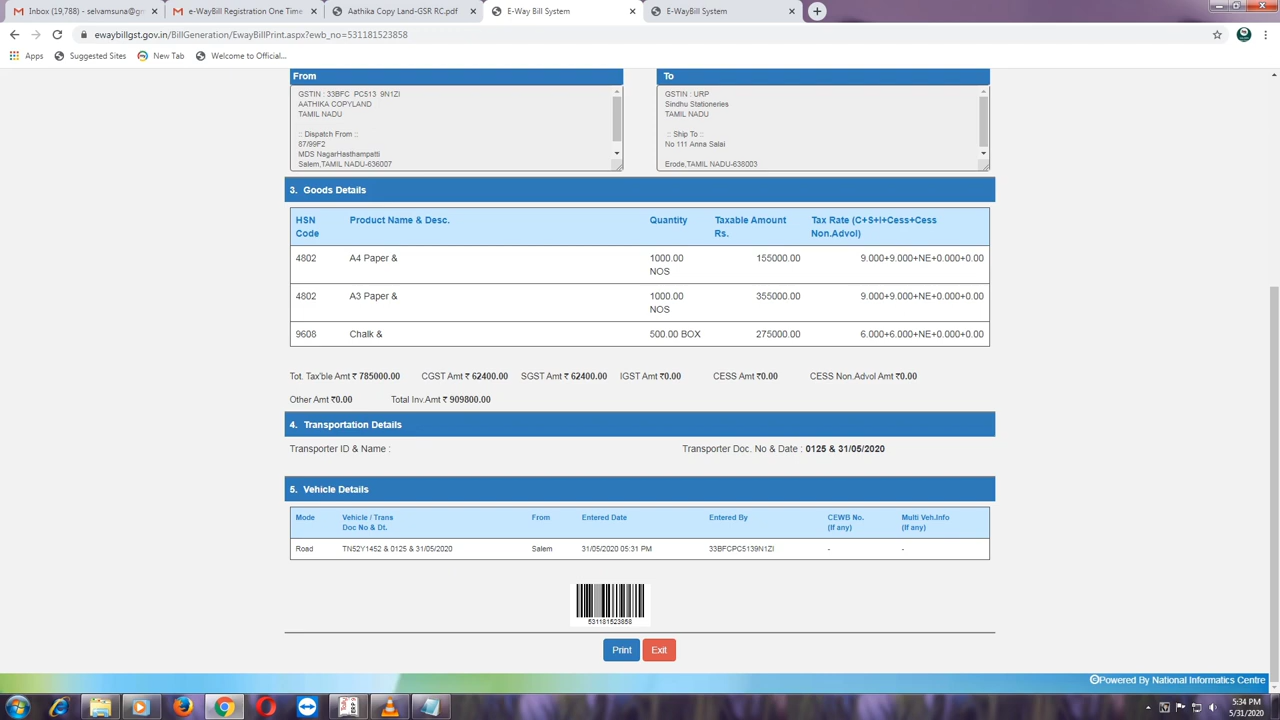 Inbox (19,788) - selvamsuna@gm
e-WayBill Registration One Time
Aathika Copy Land-GSR RC.pdf
E-Way Bill System
E-WayBill System
ewaybillgst.gov.in/BillGeneration/EwayBillPrint.aspx?ewb_no=531181523858
Apps
Suggested Sites
New Tab
Welcome to Official...
From
GSTIN : 33BFC PC513 9N1ZI
AATHIKA COPYLAND
TAMIL NADU
:: Dispatch From ::
87/99F2
MDS NagarHasthampatti
Salem,TAMIL NADU-636007
To
GSTIN : URP
Sindhu Stationeries
TAMIL NADU
:: Ship To ::
No 111 Anna Salai
Erode,TAMIL NADU-638003
3. Goods Details
HSN Code Product Name & Desc. Quantity Taxable Amount Rs. Tax Rate (C+S+I+Cess+Cess Non.Advol)
4802 A4 Paper & 1000.00 NOS 155000.00 9.000+9.000+NE+0.000+0.00
4802 A3 Paper & 1000.00 NOS 355000.00 9.000+9.000+NE+0.000+0.00
9608 Chalk & 500.00 BOX 275000.00 6.000+6.000+NE+0.000+0.00
Tot. Tax'ble Amt ₹ 785000.00 CGST Amt ₹ 62400.00 SGST Amt ₹ 62400.00 IGST Amt ₹0.00 CESS Amt ₹0.00 CESS Non.Advol Amt ₹0.00
Other Amt ₹0.00 Total Inv.Amt ₹ 909800.00
4. Transportation Details
Transporter ID & Name : Transporter Doc. No & Date : 0125 & 31/05/2020
5. Vehicle Details
Mode Vehicle / Trans Doc No & Dt. From Entered Date Entered By CEWB No. (If any) Multi Veh.Info (If any)
Road TN52Y1452 & 0125 & 31/05/2020 Salem 31/05/2020 05:31 PM 33BFCPC5139N1ZI - -
531181523858
Print Exit
Powered By National Informatics Centre
5:34 PM
5/31/2020